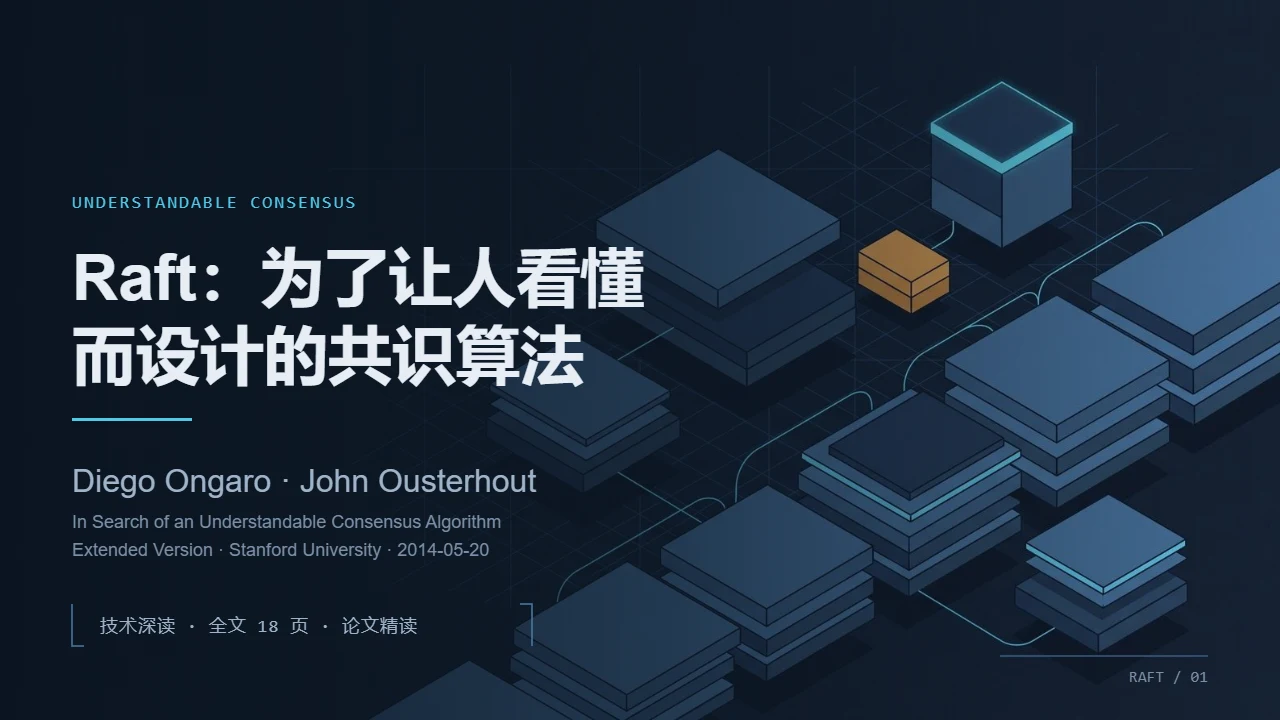 UNDERSTANDABLE CONSENSUS
Raft：为了让人看懂
而设计的共识算法
Diego Ongaro · John Ousterhout
In Search of an Understandable Consensus Algorithm
Extended Version · Stanford University · 2014-05-20
技术深读 · 全文 18 页 · 论文精读
RAFT / 01